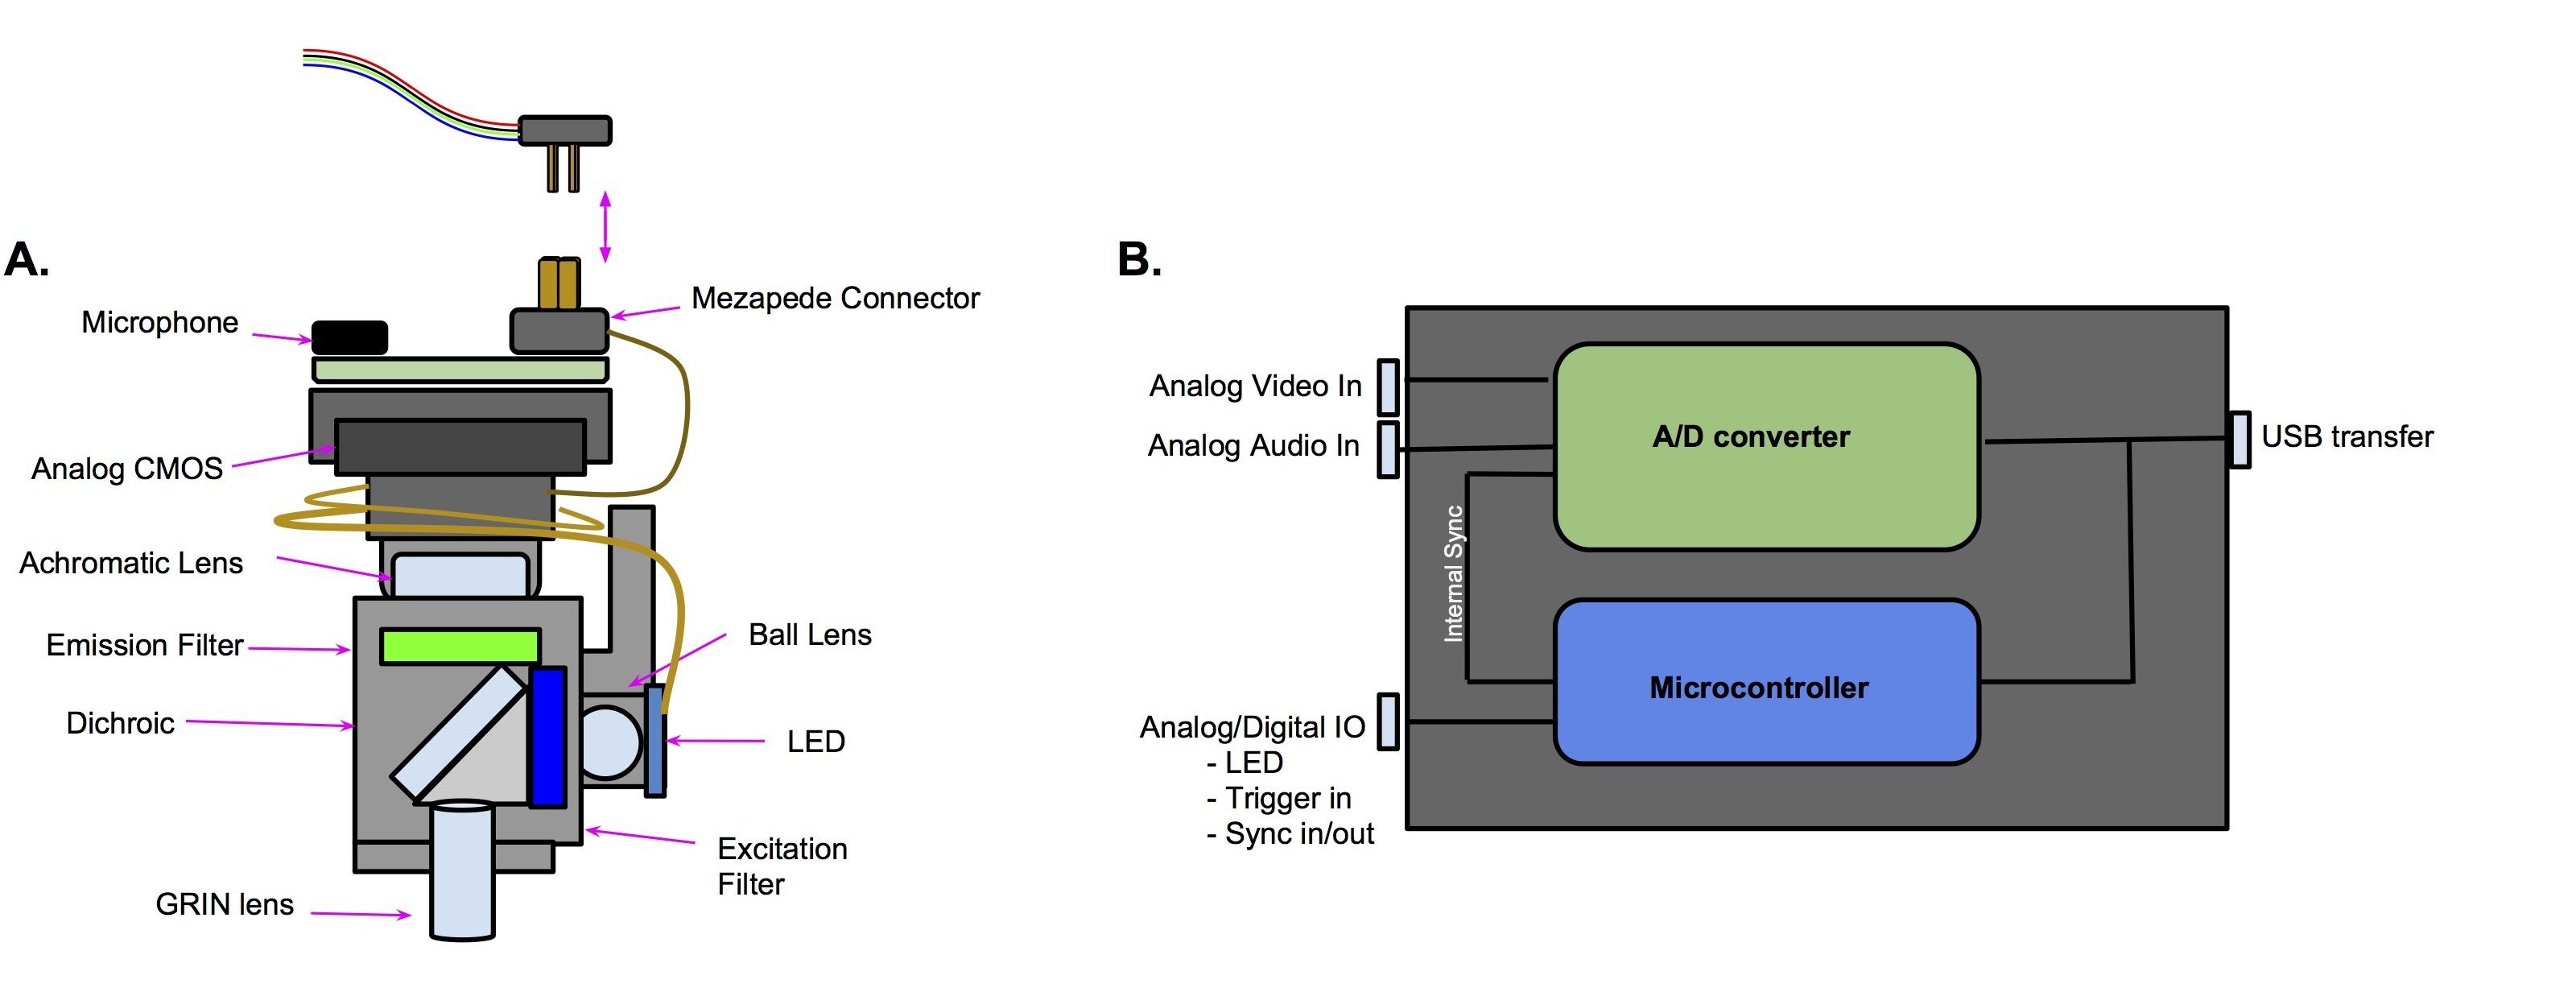 A.
Microphone
Mezapede Connector
Analog CMOS
Achromatic Lens
Emission Filter
Ball Lens
Dichroic
LED
Excitation
Filter
GRIN lens
B.
Analog Video In
Analog Audio In
A/D converter
USB transfer
Internal Sync
Microcontroller
Analog/Digital IO
- LED
- Trigger in
- Sync in/out